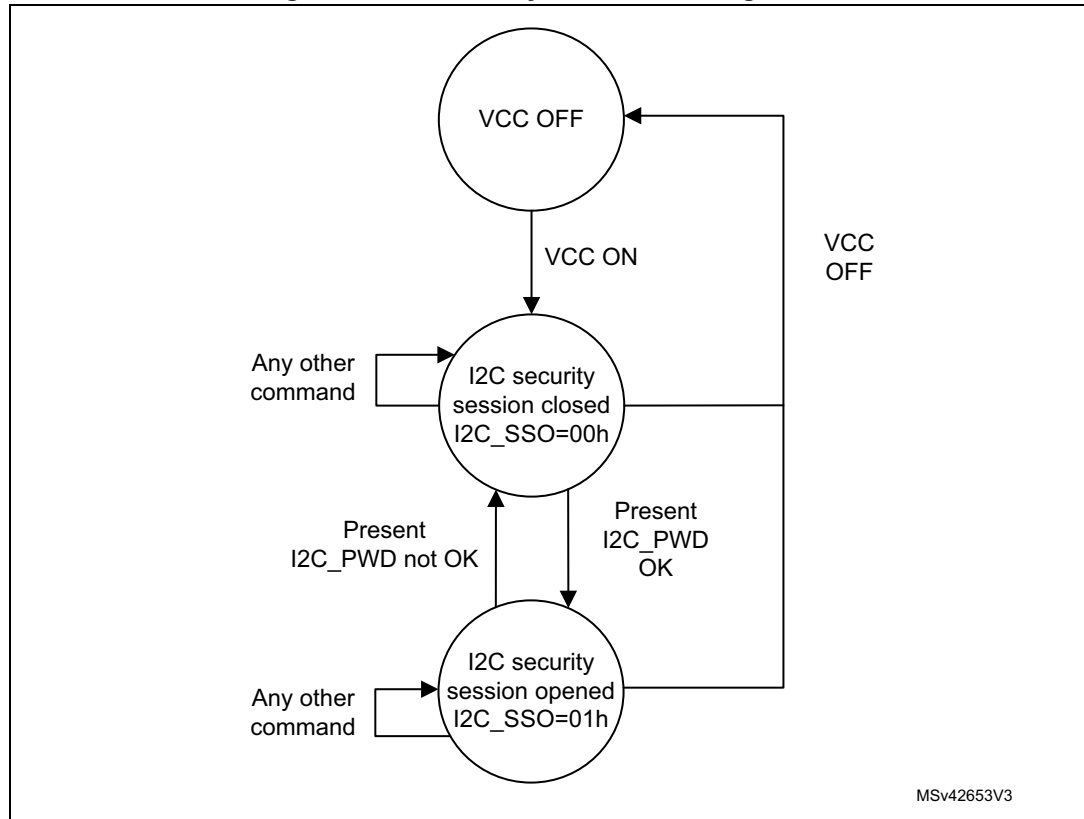 VCC OFF
VCC ON
VCC
OFF
Any other
command
I2C security
session closed
I2C_SSO=00h
Present
I2C_PWD not OK
Present
I2C_PWD
OK
Any other
command
I2C security
session opened
I2C_SSO=01h
MSv42653V3